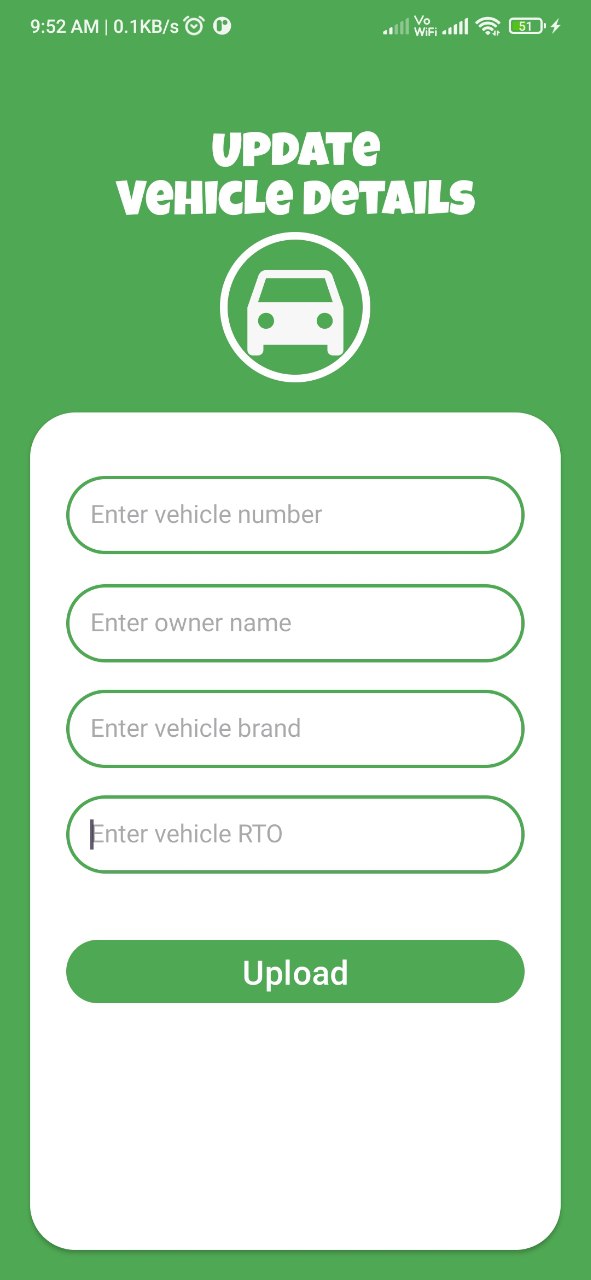 9:52 AM | 0.1KB/s Vo WiFi 51
UPDATE
VEHICLE DETAILS
Enter vehicle number
Enter owner name
Enter vehicle brand
Enter vehicle RTO
Upload